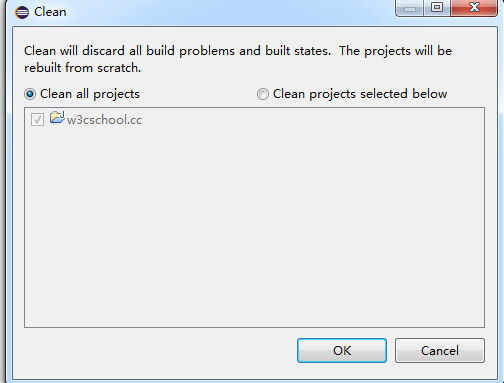 Clean
Clean will discard all build problems and built states. The projects will be
rebuilt from scratch.
Clean all projects
Clean projects selected below
w3cschool.cc
OK
Cancel